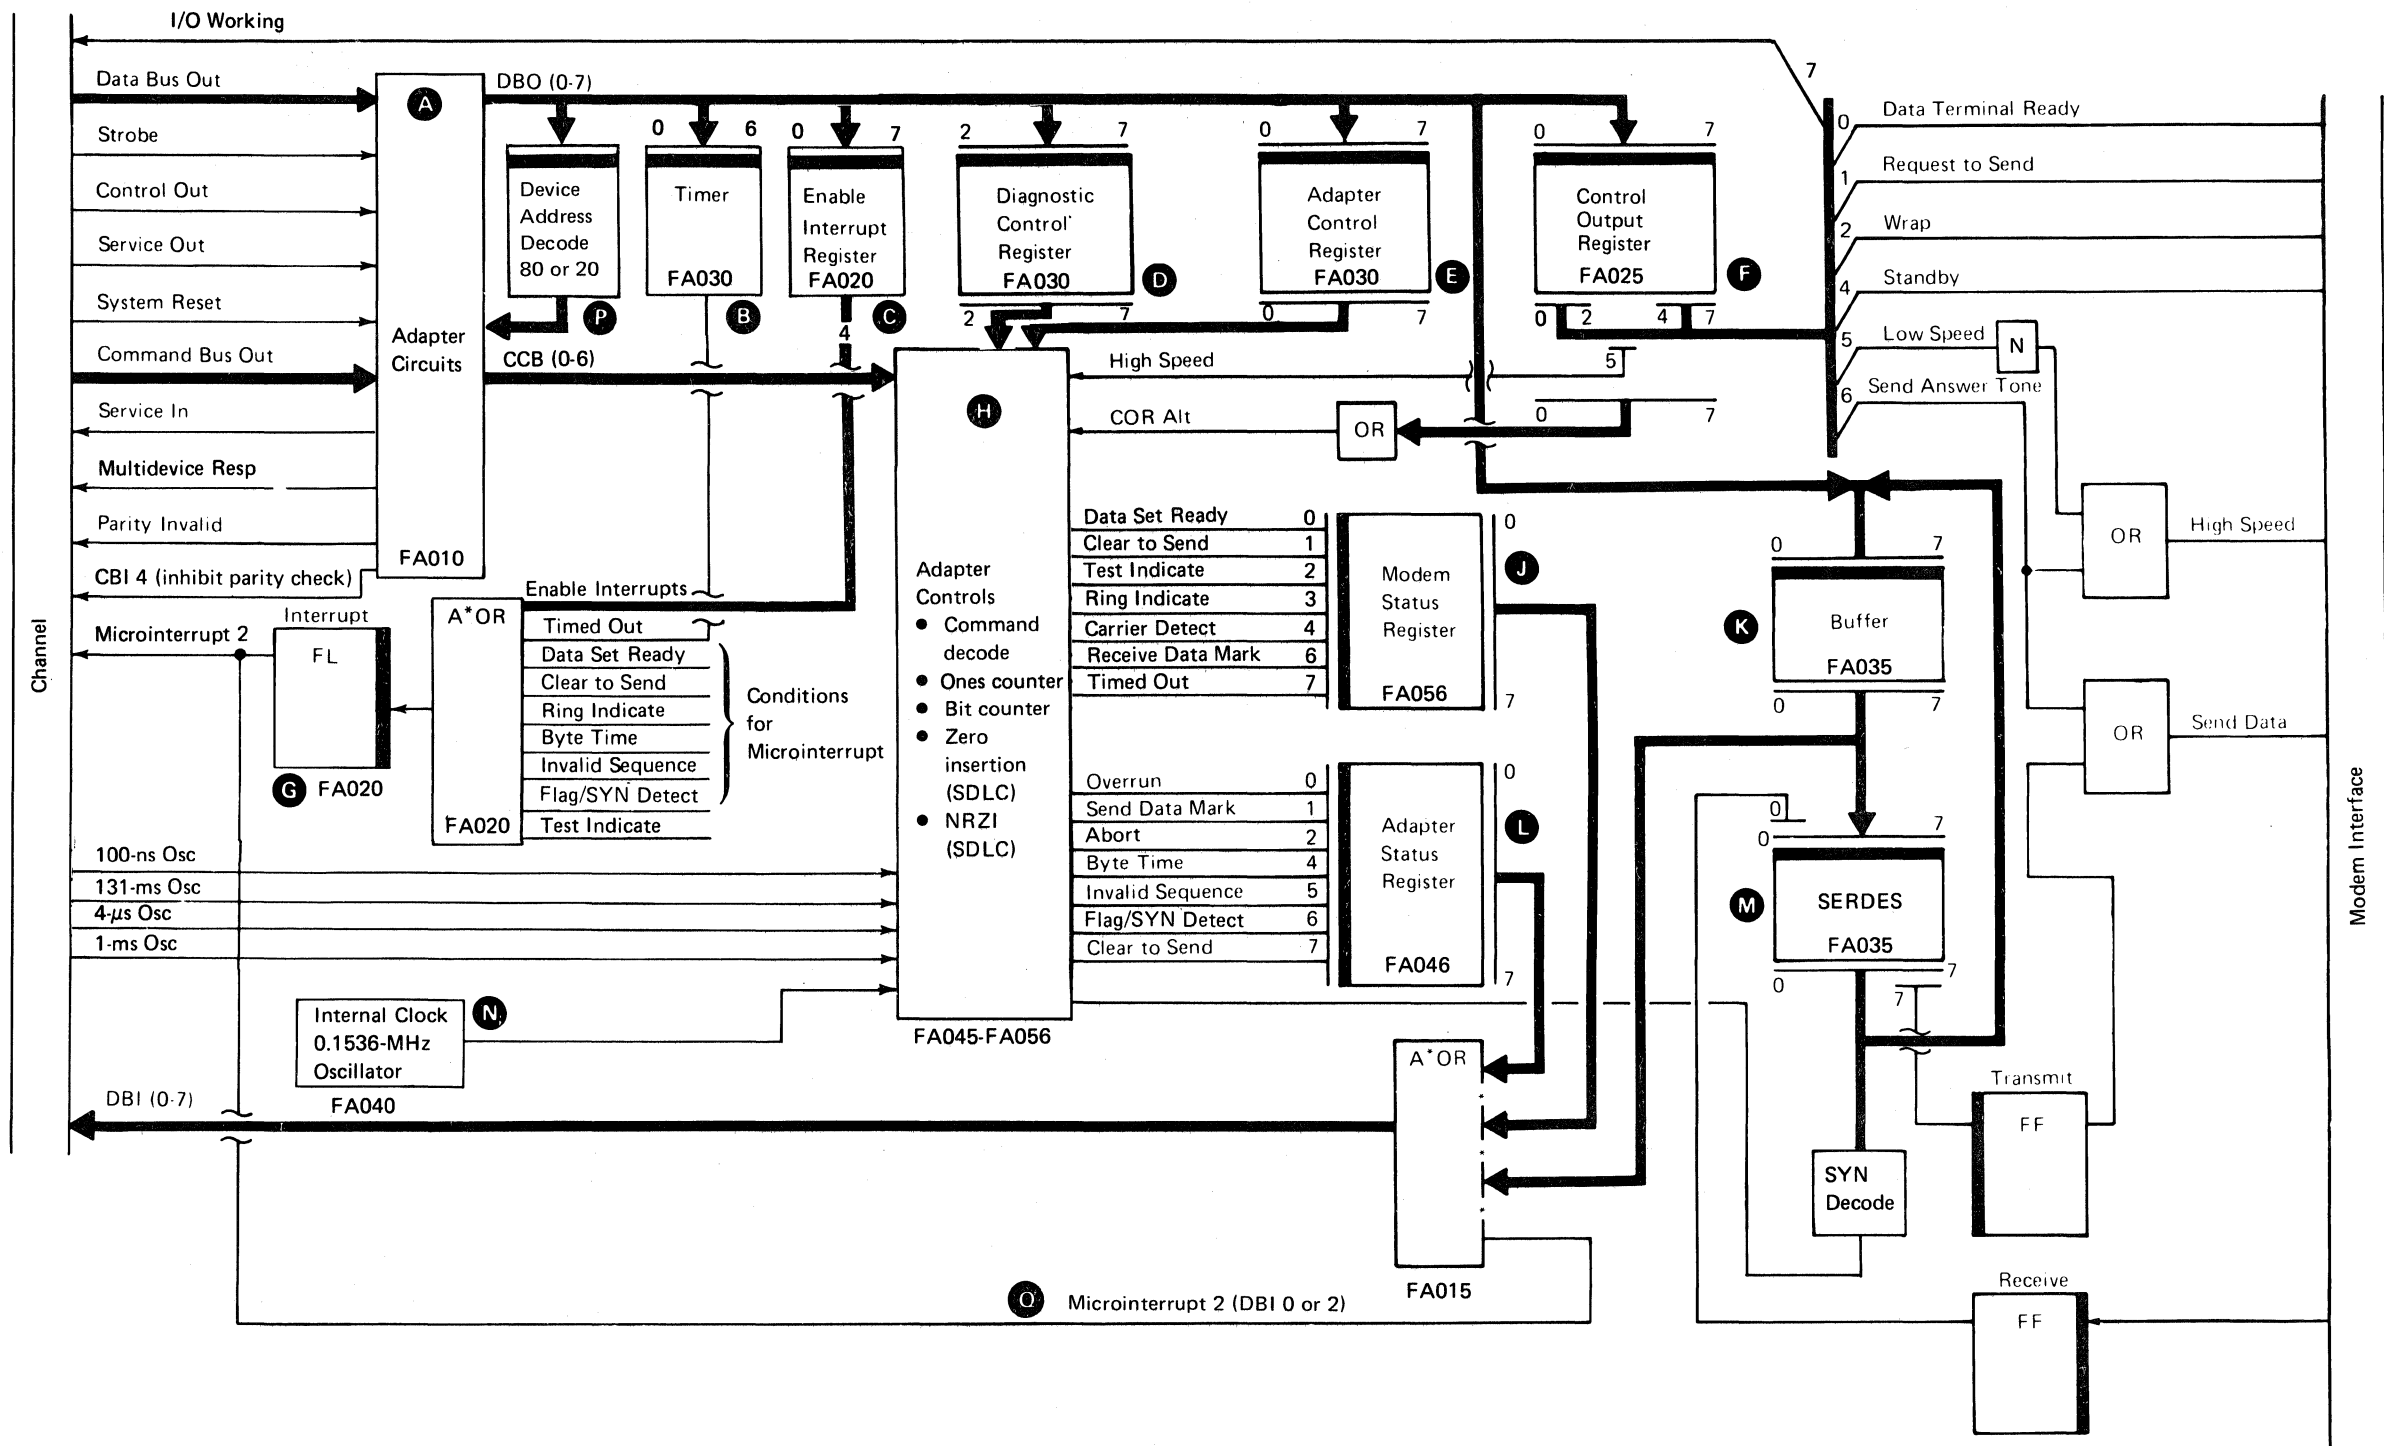 I/O Working
Data Bus Out
Strobe
Control Out
Service Out
System Reset
Command Bus Out
Service In
Multidevice Resp
Parity Invalid
CBI 4 (inhibit parity check)
Microinterrupt 2
Channel
A
Adapter
Circuits
FA010
DBO (0-7)
CCB (0-6)
Device
Address
Decode
80 or 20
P
0 6
Timer
FA030
B
0 7
Enable
Interrupt
Register
FA020
C
4
2 7
Diagnostic
Control
Register
FA030
D
2 7
0 7
Adapter
Control
Register
FA030
E
0 7
0 7
Control
Output
Register
FA025
F
0 2 4 7
5
0 7
High Speed
COR Alt
OR
7
0 Data Terminal Ready
1 Request to Send
2 Wrap
4 Standby
5 Low Speed
N
6 Send Answer Tone
OR
High Speed
OR
Send Data
Modem Interface
Interrupt
FL
G FA020
A*OR
FA020
Enable Interrupts
Timed Out
Data Set Ready
Clear to Send
Ring Indicate
Byte Time
Invalid Sequence
Flag/SYN Detect
Test Indicate
Conditions
for
Microinterrupt
100-ns Osc
131-ms Osc
4-μs Osc
1-ms Osc
Internal Clock
0.1536-MHz
Oscillator
N
FA040
DBI (0-7)
H
Adapter
Controls
● Command
decode
● Ones counter
● Bit counter
● Zero
insertion
(SDLC)
● NRZI
(SDLC)
FA045-FA056
Data Set Ready 0
Clear to Send 1
Test Indicate 2
Ring Indicate 3
Carrier Detect 4
Receive Data Mark 6
Timed Out 7
Modem
Status
Register
FA056
0
J
7
Overrun 0
Send Data Mark 1
Abort 2
Byte Time 4
Invalid Sequence 5
Flag/SYN Detect 6
Clear to Send 7
Adapter
Status
Register
FA046
0
L
7
A*OR
*
*
*
FA015
Q Microinterrupt 2 (DBI 0 or 2)
0 7
Buffer
FA035
K
0 7
0
0 7
SERDES
FA035
M
0 7
7
SYN
Decode
Transmit
FF
Receive
FF